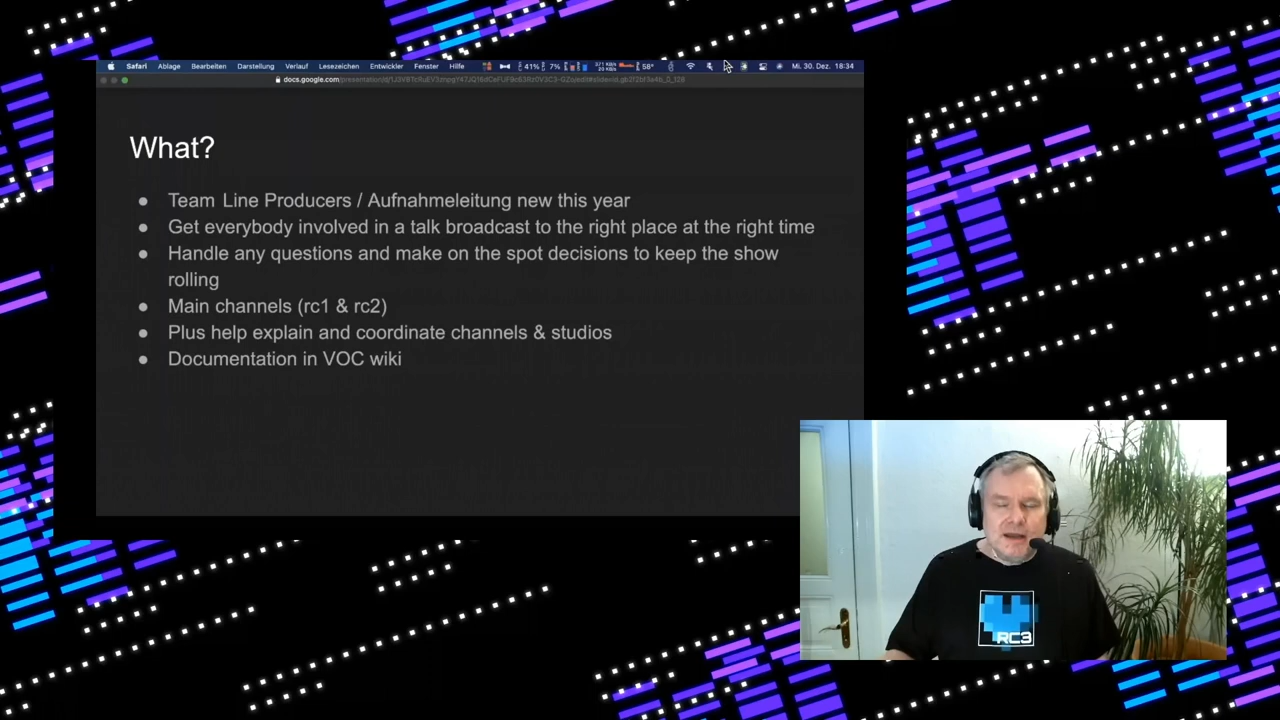 Safari Ablage Bearbeiten Darstellung Verlauf Lesezeichen Entwickler Fenster Hilfe 41% 7% 58° Mi. 30. Dez. 18:34
What?
● Team Line Producers / Aufnahmeleitung new this year
● Get everybody involved in a talk broadcast to the right place at the right time
● Handle any questions and make on the spot decisions to keep the show
rolling
● Main channels (rc1 & rc2)
● Plus help explain and coordinate channels & studios
● Documentation in VOC wiki
RC3